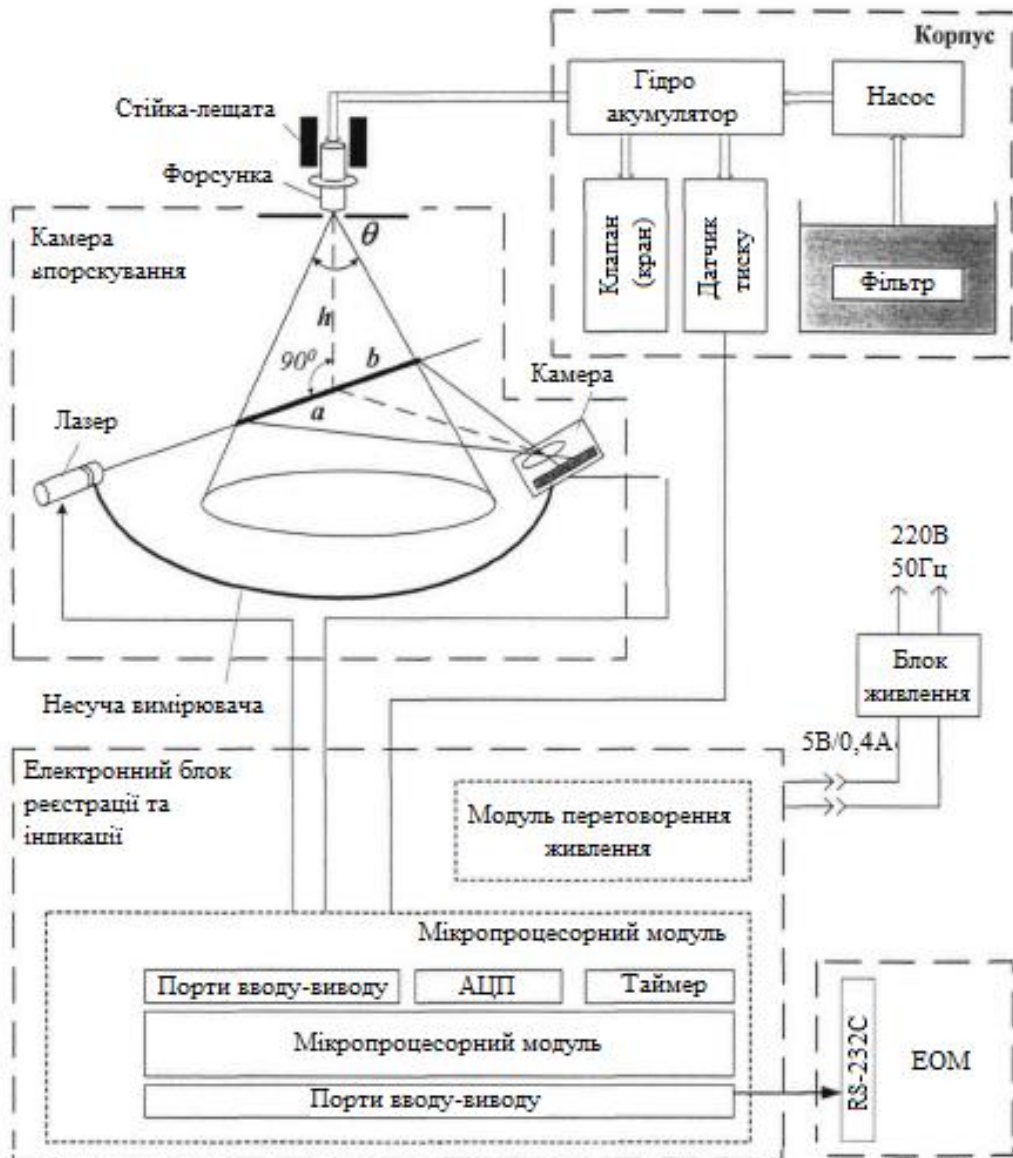 Корпус
Гідро
акумулятор
Насос
Стійка-лещата
Форсунка
Клапан
(кран)
Датчик
тиску
Фільтр
Камера
впорскування
θ
h
90⁰
b
a
Камера
Лазер
220В
50Гц
Блок
живлення
Несуча вимірювача
5В/0,4А
Електронний блок
реєстрації та
індикації
Модуль перетоворення
живлення
Мікропроцесорний модуль
Порти вводу-виводу
АЦП
Таймер
Мікропроцесорний модуль
Порти вводу-виводу
RS-232C
ЕОМ